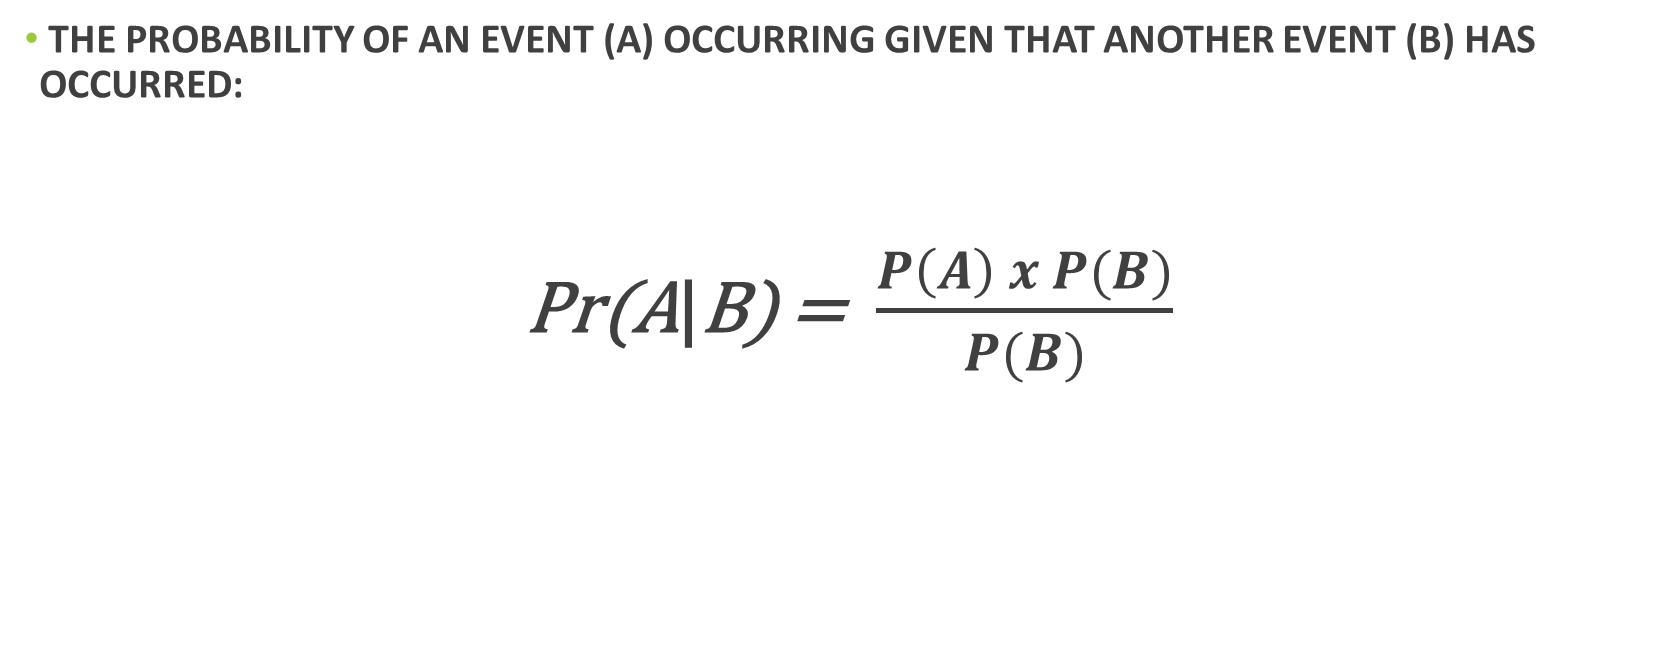 • THE PROBABILITY OF AN EVENT (A) OCCURRING GIVEN THAT ANOTHER EVENT (B) HAS
OCCURRED:
Pr(A|B) = P(A) x P(B) / P(B)